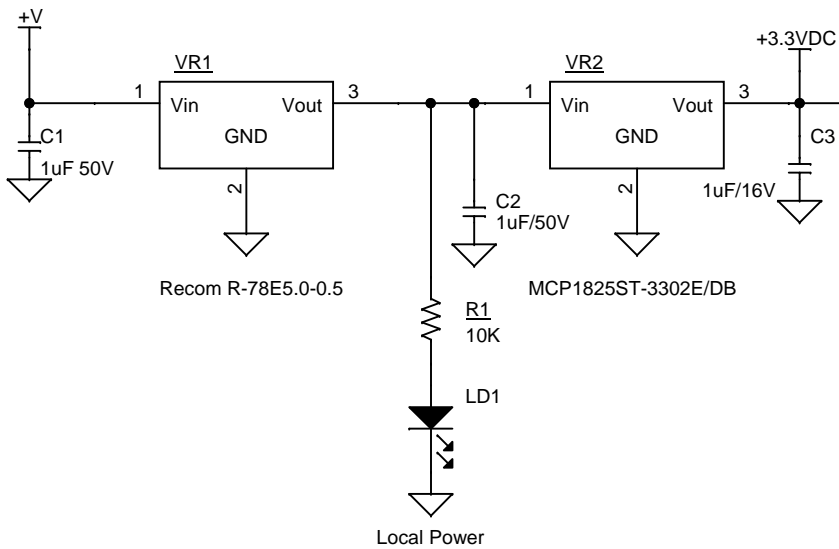 +V
+3.3VDC
VR1
VR2
1
Vin
Vout
3
1
Vin
Vout
3
GND
GND
C1
1uF 50V
C3
1uF/16V
2
2
C2
1uF/50V
Recom R-78E5.0-0.5
MCP1825ST-3302E/DB
R1
10K
LD1
Local Power